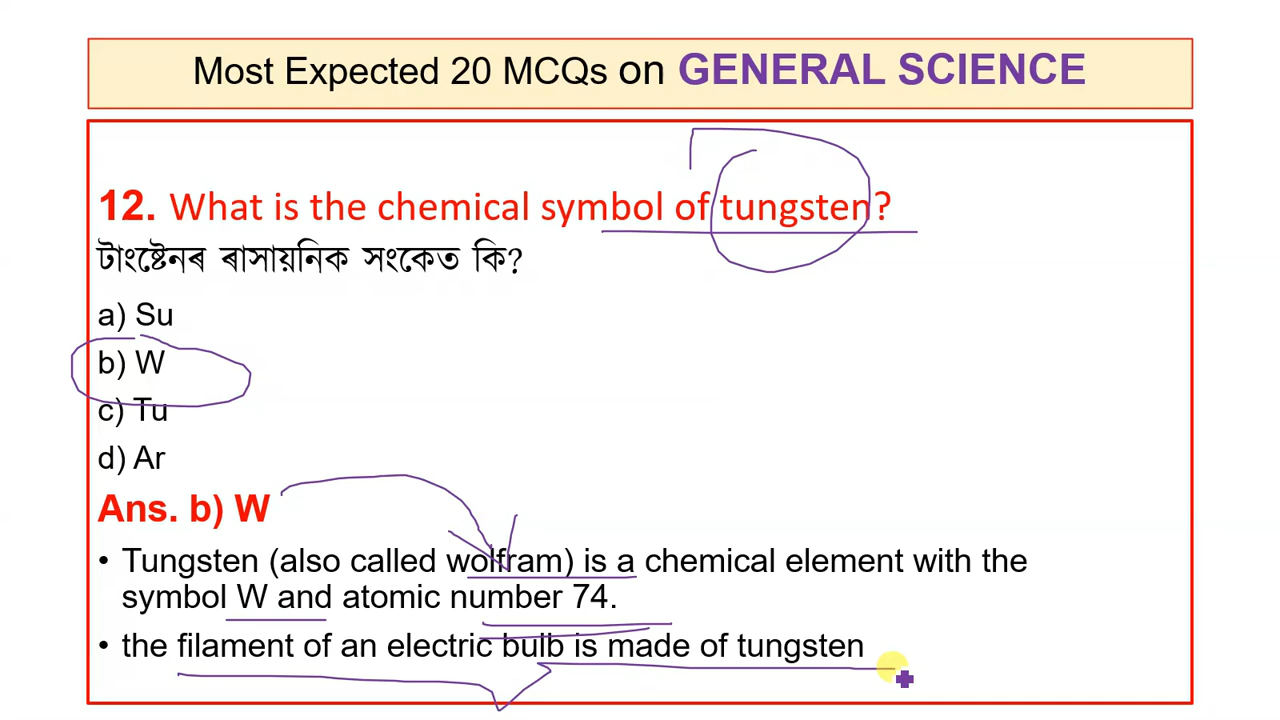 Most Expected 20 MCQs on GENERAL SCIENCE
12. What is the chemical symbol of tungsten?
টাংষ্টেনৰ ৰাসায়নিক সংকেত কি?
a) Su
b) W
c) Tu
d) Ar
Ans. b) W
• Tungsten (also called wolfram) is a chemical element with the
symbol W and atomic number 74.
• the filament of an electric bulb is made of tungsten